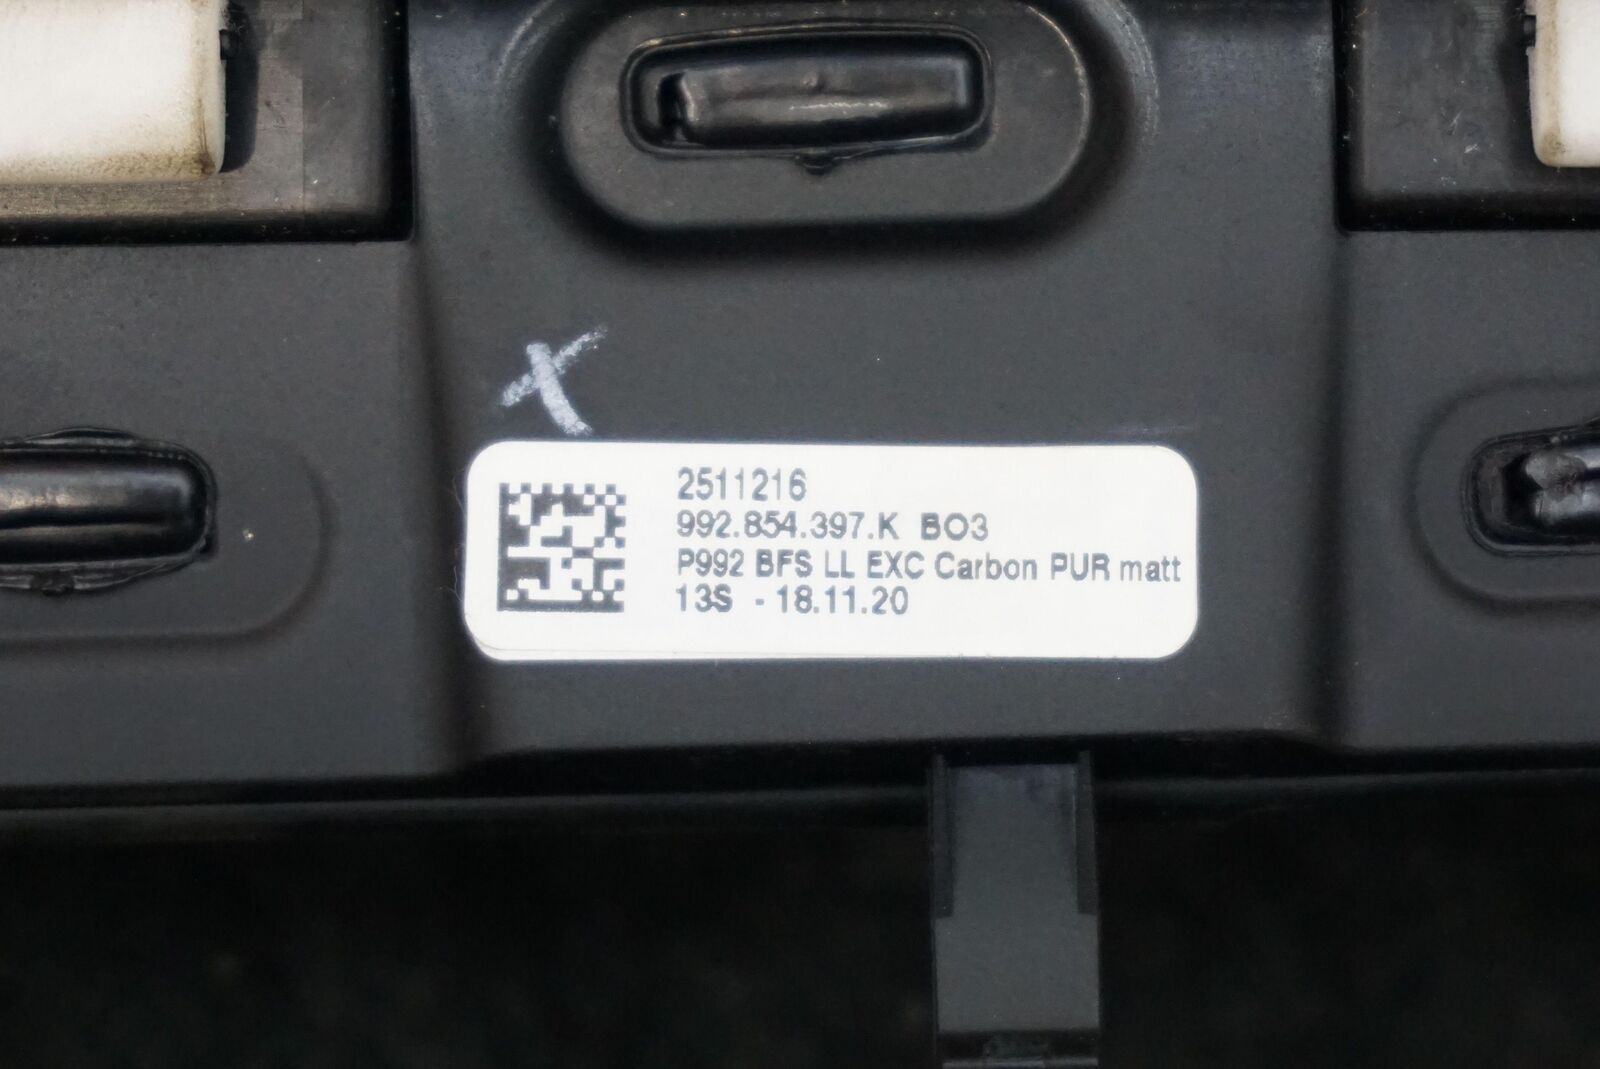 2511216
992.854.397.K BO3
P992 BFS LL EXC Carbon PUR matt
13S - 18.11.20